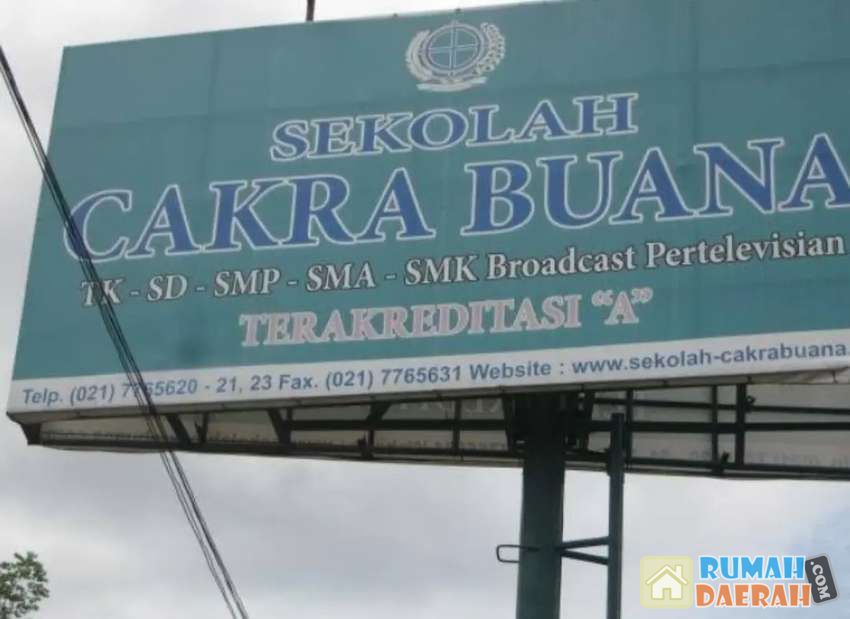 SEKOLAH
CAKRA BUANA
TK - SD - SMP - SMA - SMK Broadcast Pertelevisian
TERAKREDITASI “A”
Telp. (021) 7765620 - 21, 23 Fax. (021) 7765631 Website : www.sekolah-cakrabuana.
RUMAH
DAERAH
.com